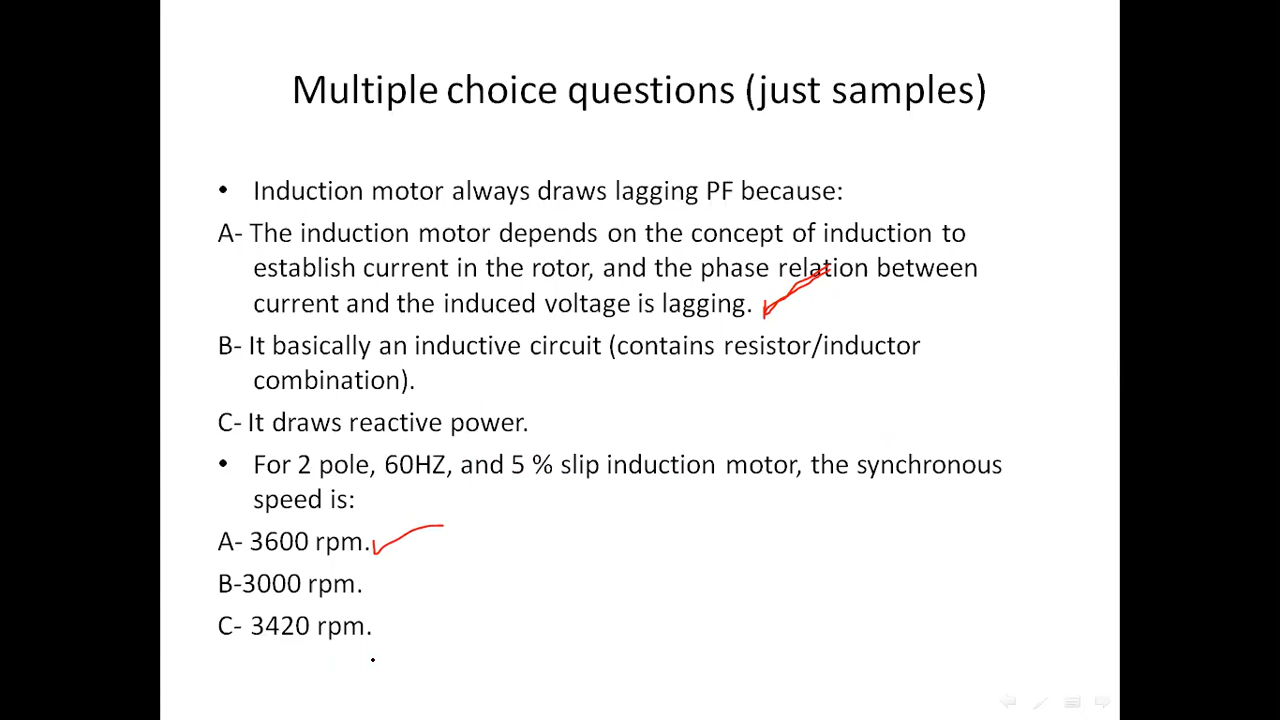 Multiple choice questions (just samples)
• Induction motor always draws lagging PF because:
A- The induction motor depends on the concept of induction to
establish current in the rotor, and the phase relation between
current and the induced voltage is lagging.
B- It basically an inductive circuit (contains resistor/inductor
combination).
C- It draws reactive power.
• For 2 pole, 60HZ, and 5 % slip induction motor, the synchronous
speed is:
A- 3600 rpm.
B-3000 rpm.
C- 3420 rpm.